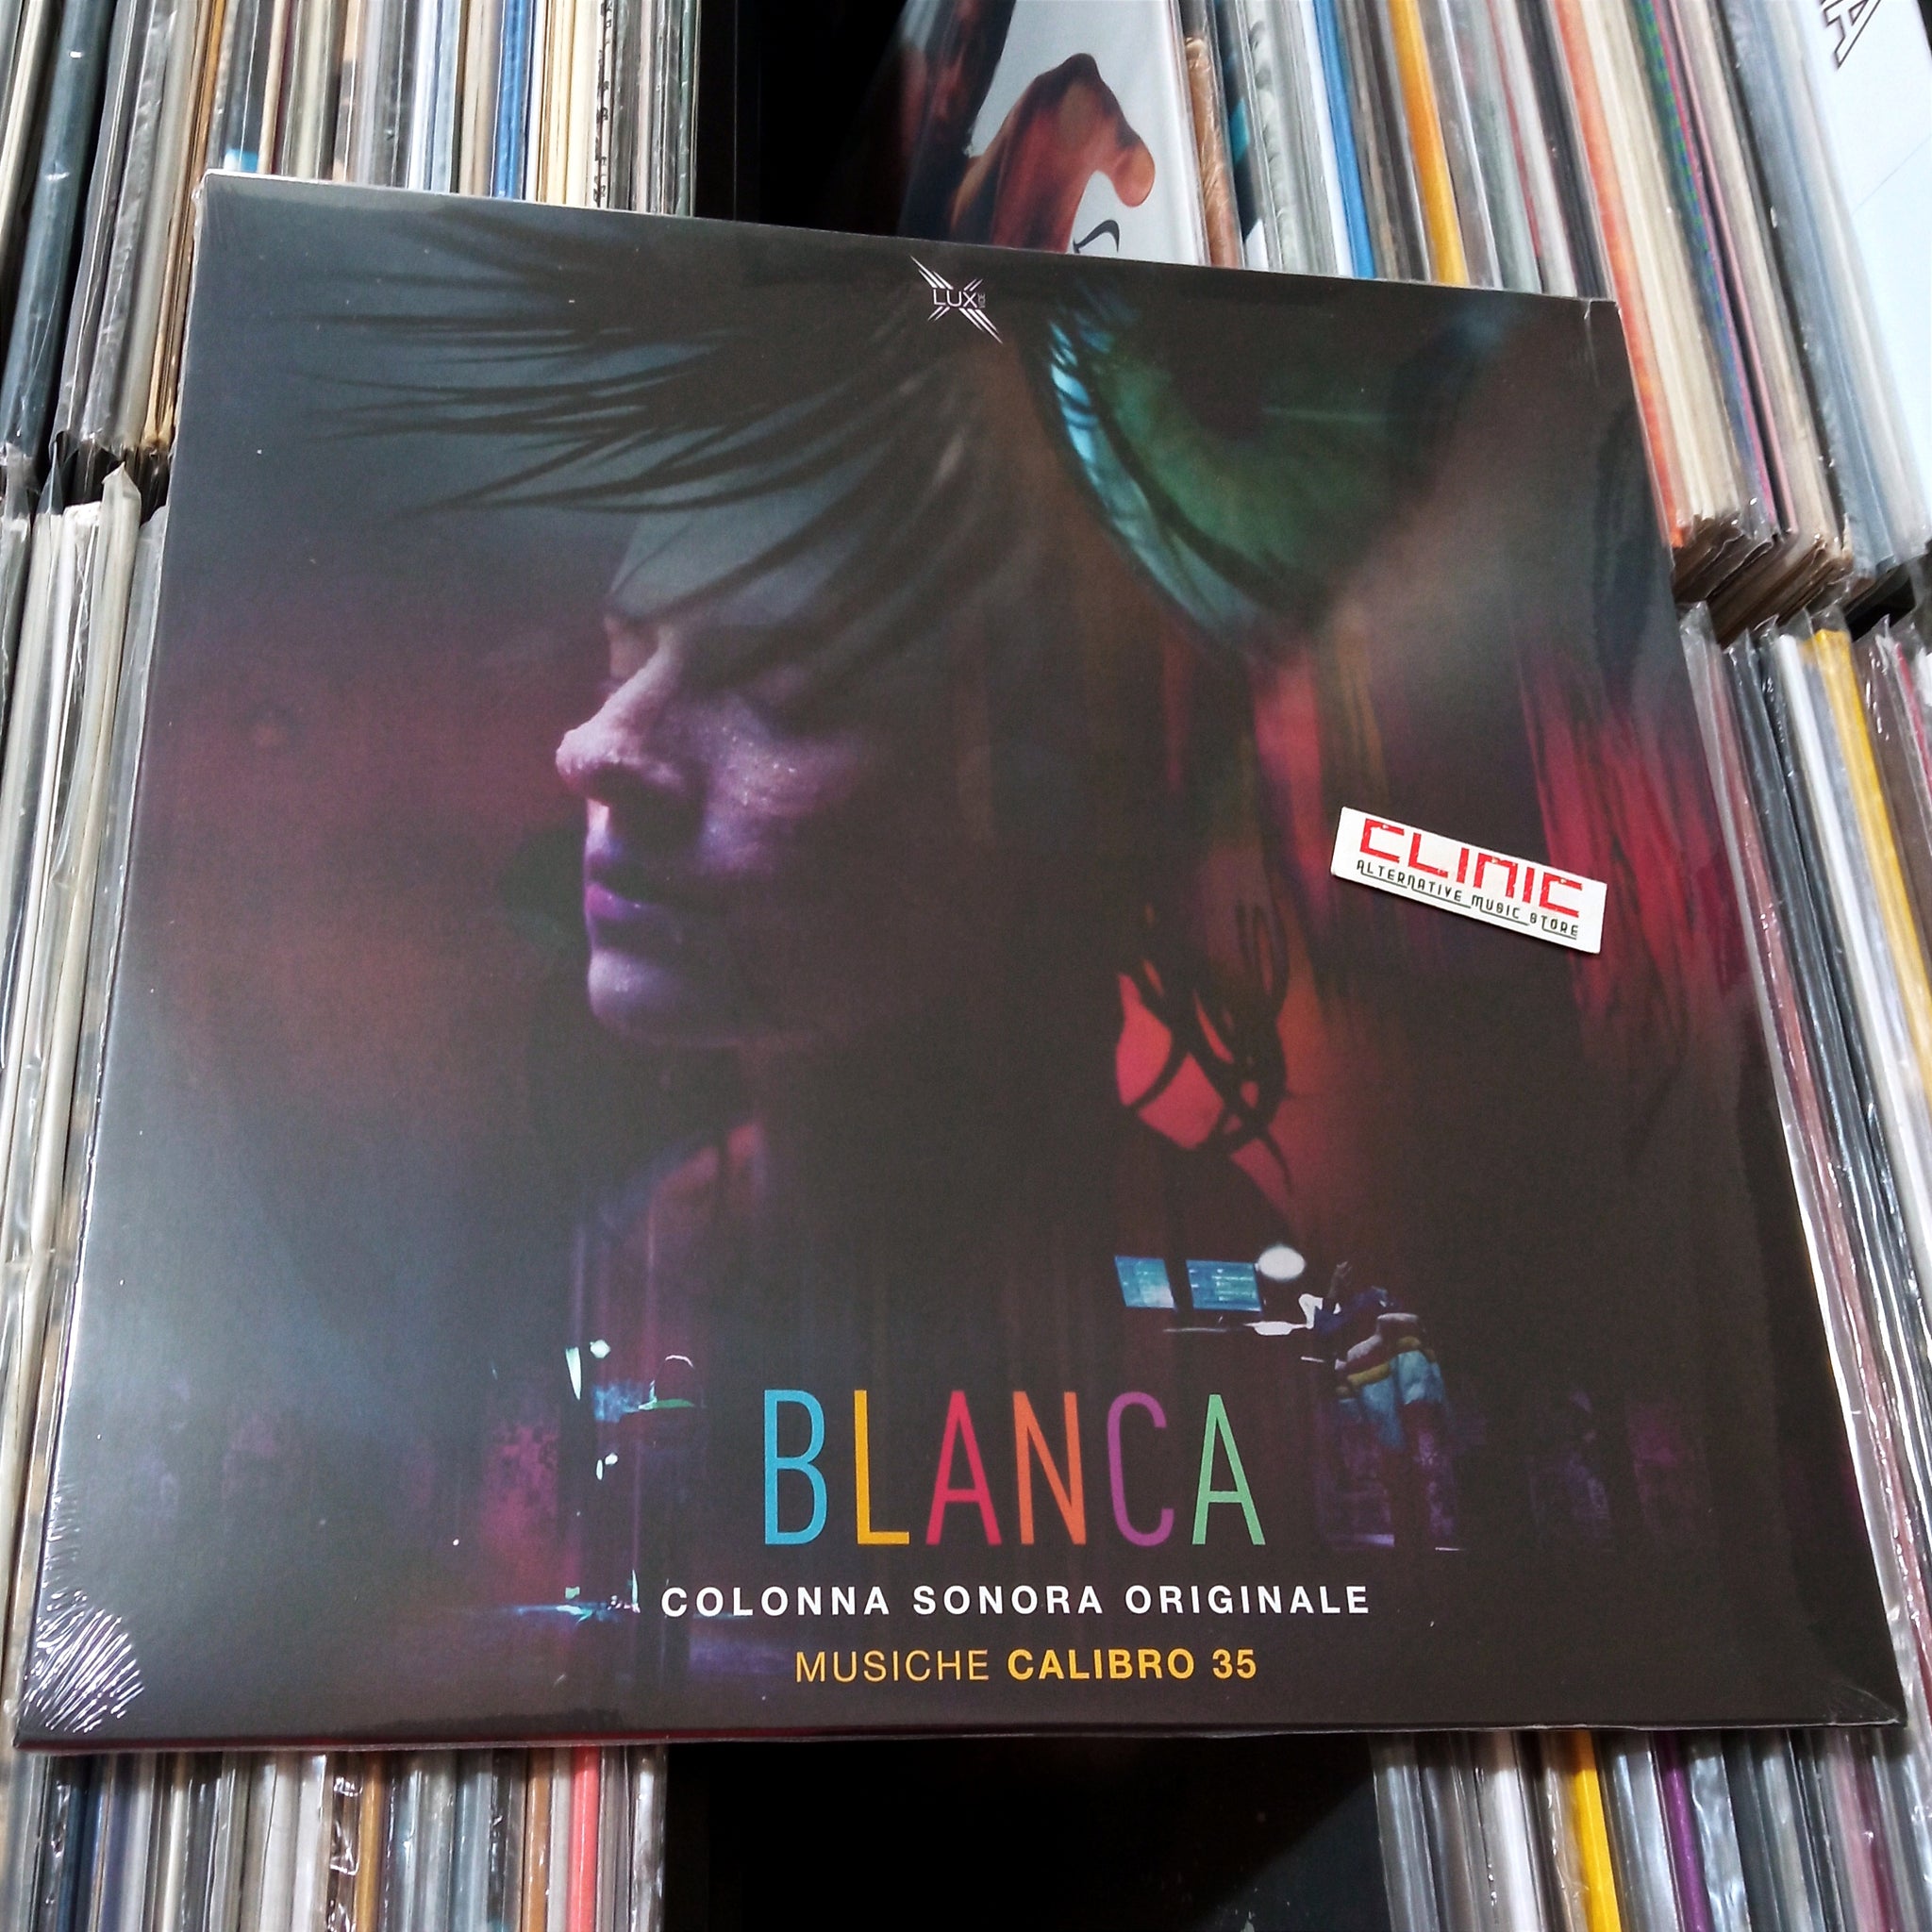 LUX
CLINIC
ALTERNATIVE MUSIC STORE
BLANCA
COLONNA SONORA ORIGINALE
MUSICHE CALIBRO 35